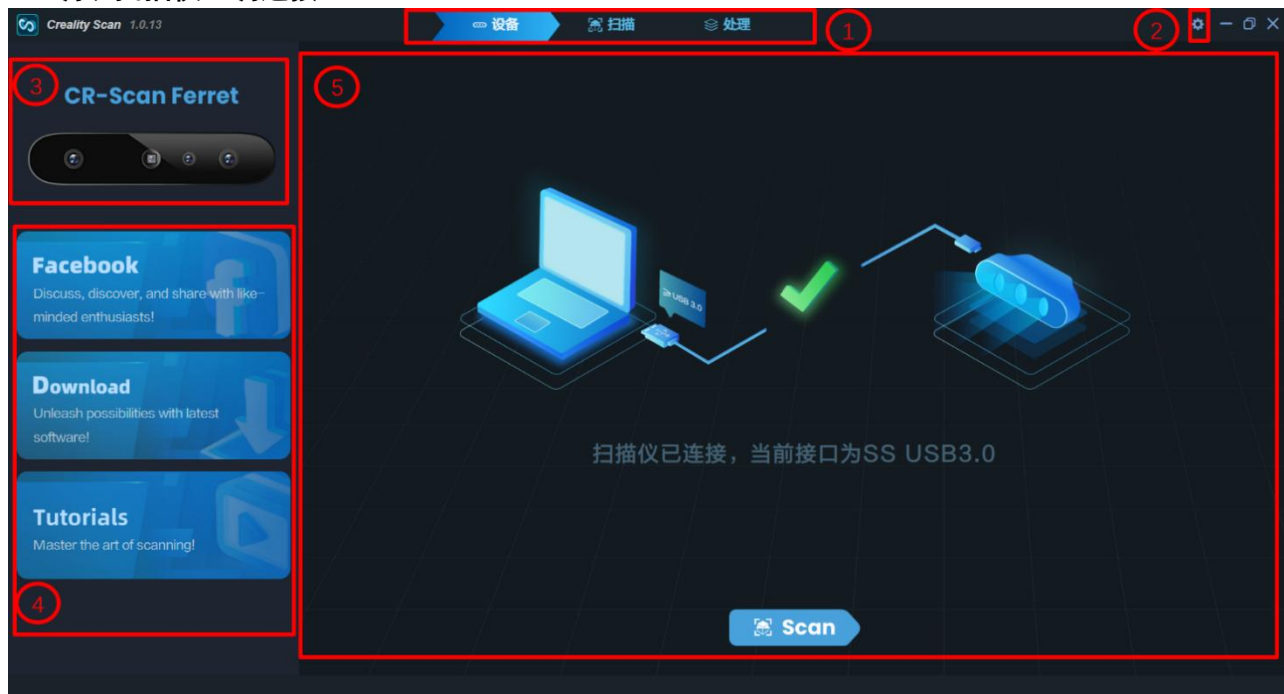 Creality Scan 1.0.13
设备
扫描
处理
1
2
3
CR-Scan Ferret
5
Facebook
Discuss, discover, and share with like-
minded enthusiasts!
SS USB 3.0
Download
Unleash possibilities with latest
software!
扫描仪已连接，当前接口为SS USB3.0
Tutorials
Master the art of scanning!
4
Scan